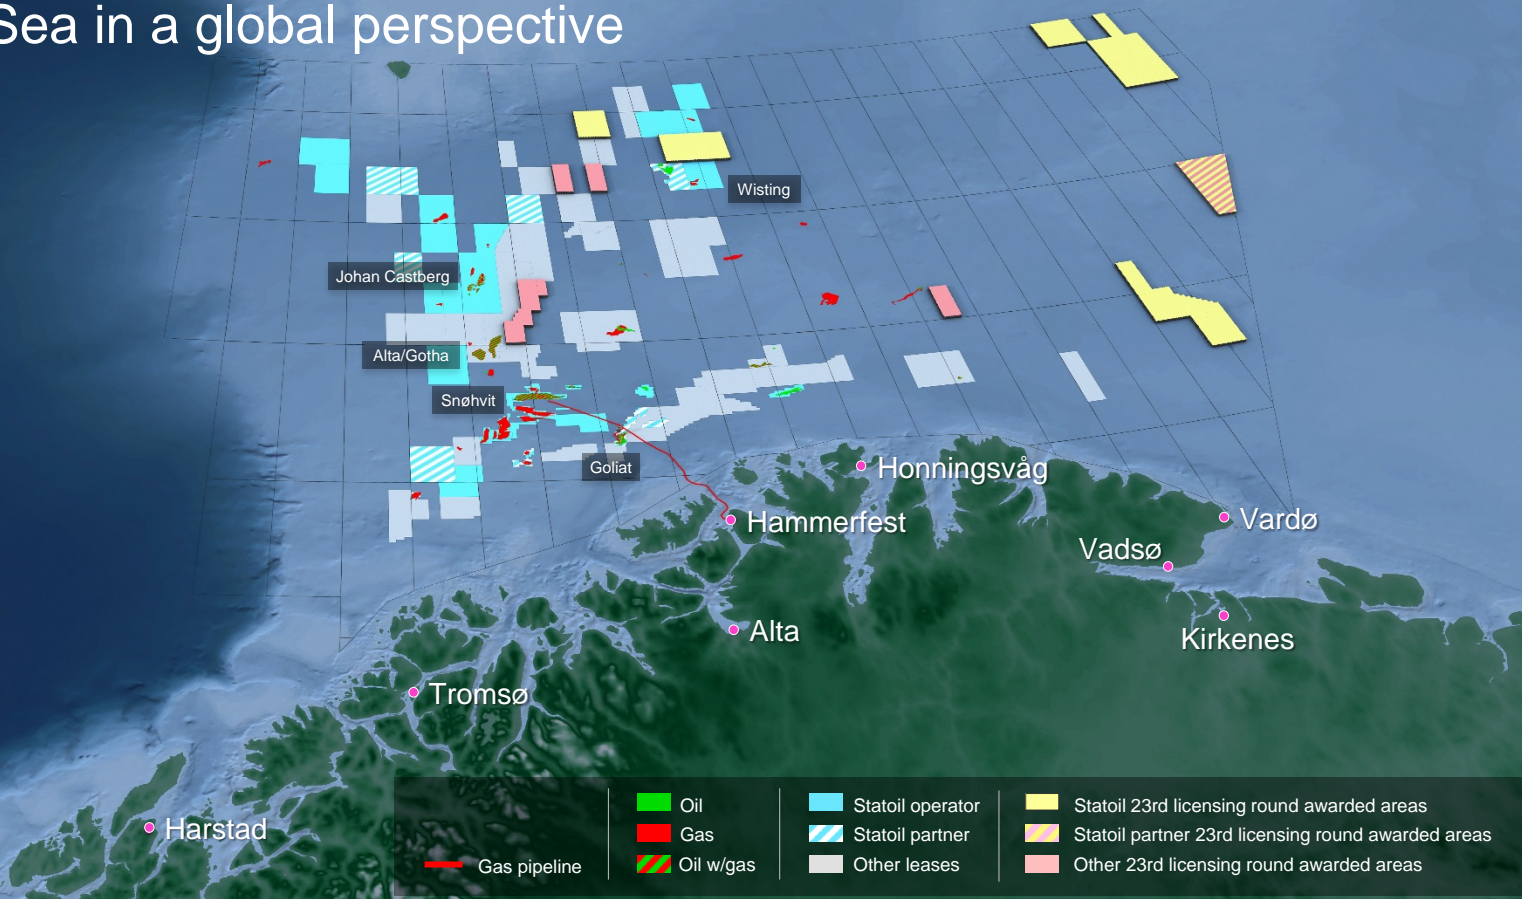 Sea in a global perspective
Wisting
Johan Castberg
Alta/Gotha
Snøhvit
Goliat
Honningsvåg
Hammerfest
Vardø
Vadsø
Alta
Kirkenes
Tromsø
Harstad
Gas pipeline
Oil
Gas
Oil w/gas
Statoil operator
Statoil partner
Other leases
Statoil 23rd licensing round awarded areas
Statoil partner 23rd licensing round awarded areas
Other 23rd licensing round awarded areas